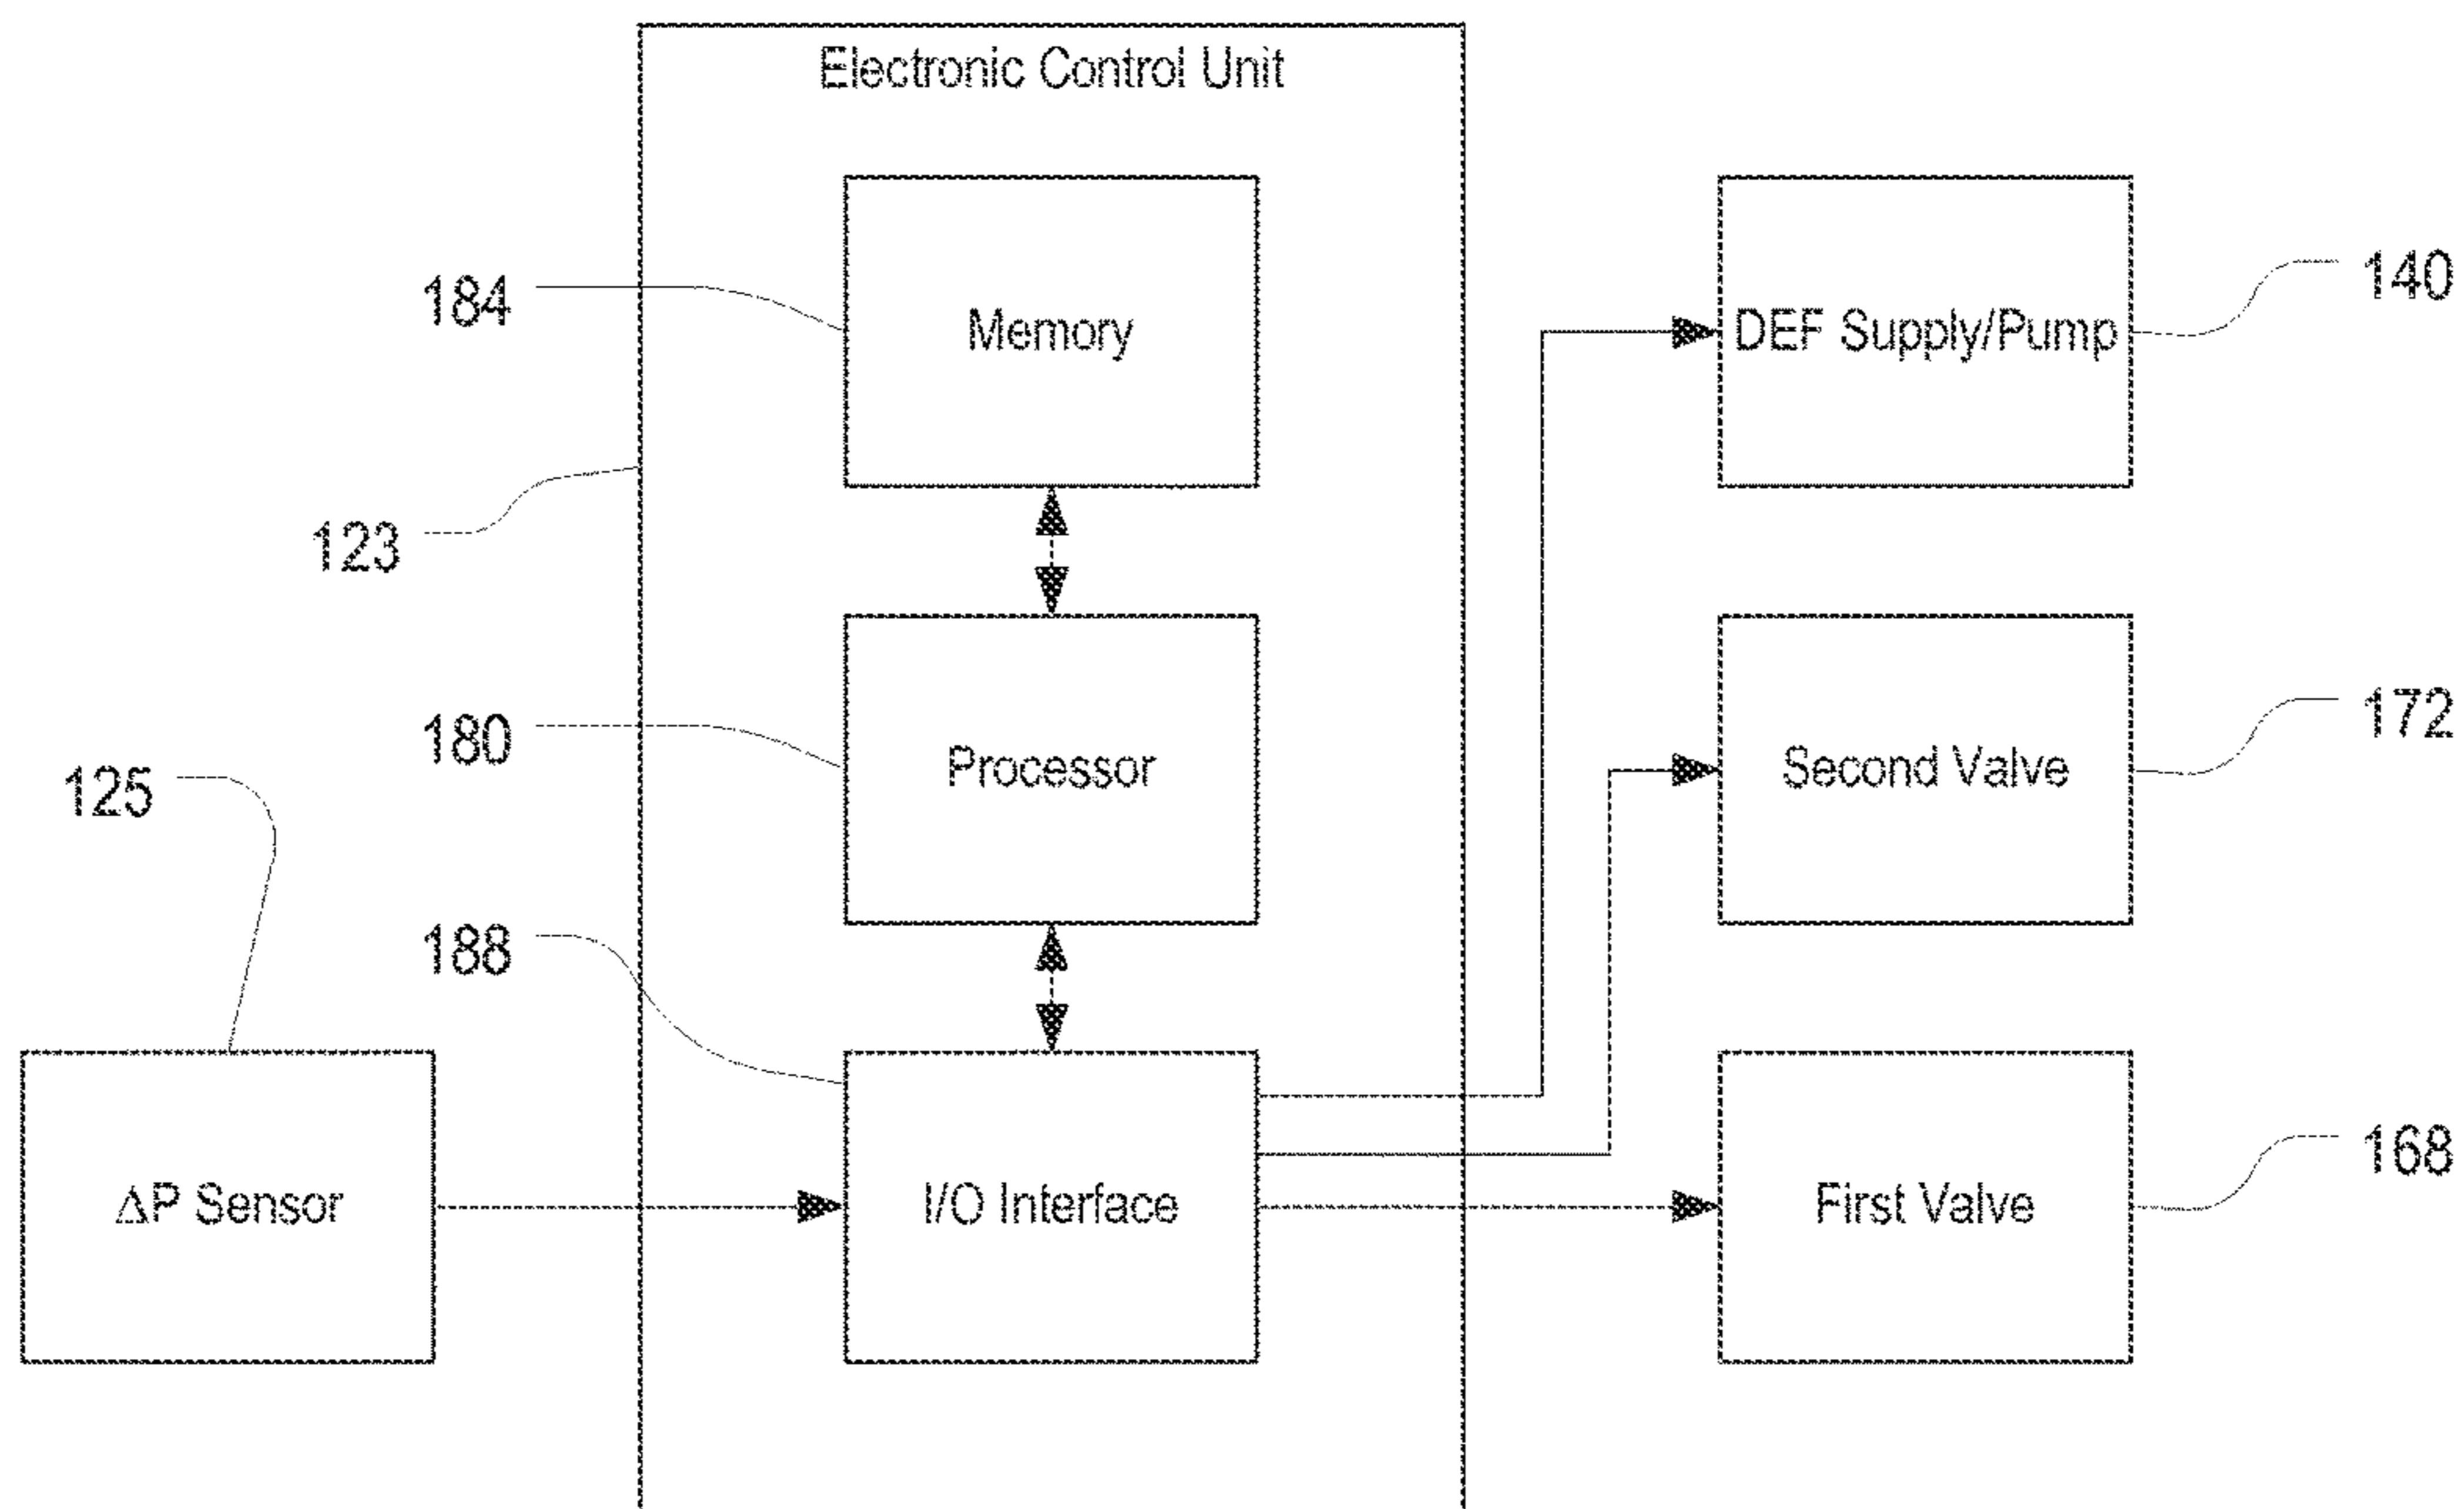 Electronic Control Unit
184
Memory
DEF Supply/Pump
140
123
180
Processor
Second Valve
172
125
188
ΔP Sensor
I/O Interface
First Valve
168